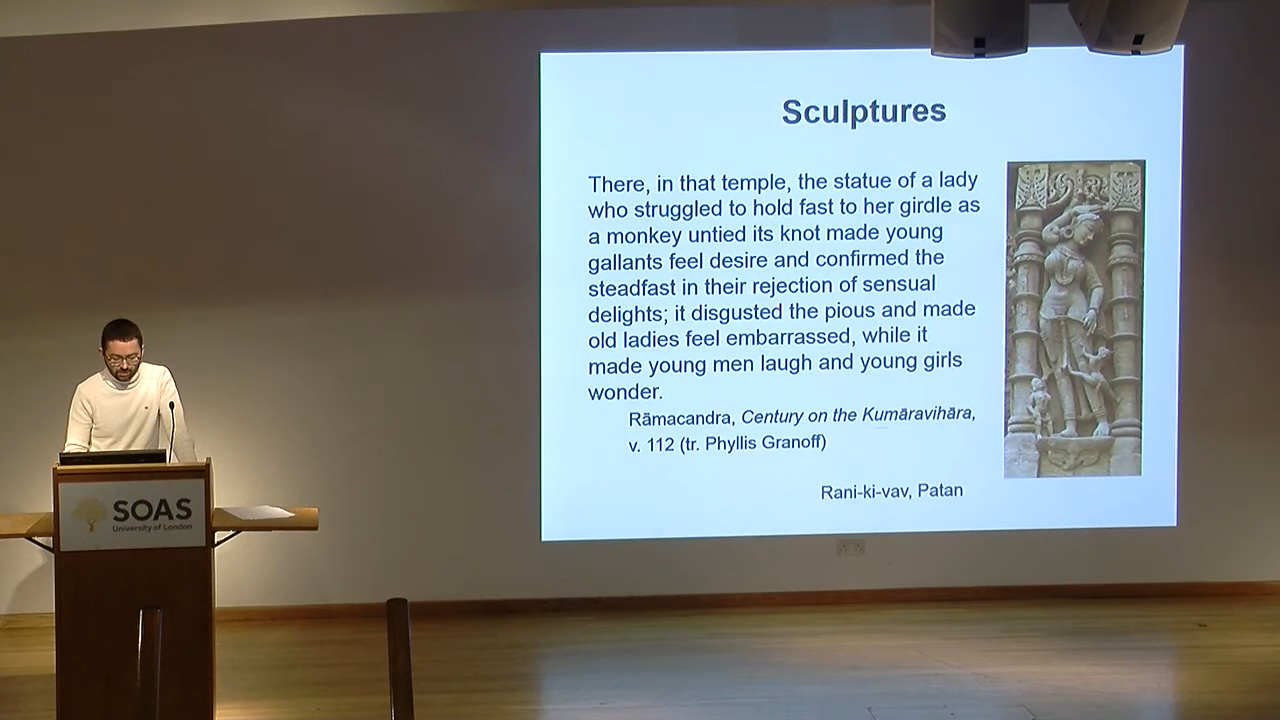 Sculptures
There, in that temple, the statue of a lady
who struggled to hold fast to her girdle as
a monkey untied its knot made young
gallants feel desire and confirmed the
steadfast in their rejection of sensual
delights; it disgusted the pious and made
old ladies feel embarrassed, while it
made young men laugh and young girls
wonder.
Rāmacandra, Century on the Kumāravihāra,
v. 112 (tr. Phyllis Granoff)
Rani-ki-vav, Patan
SOAS
University of London